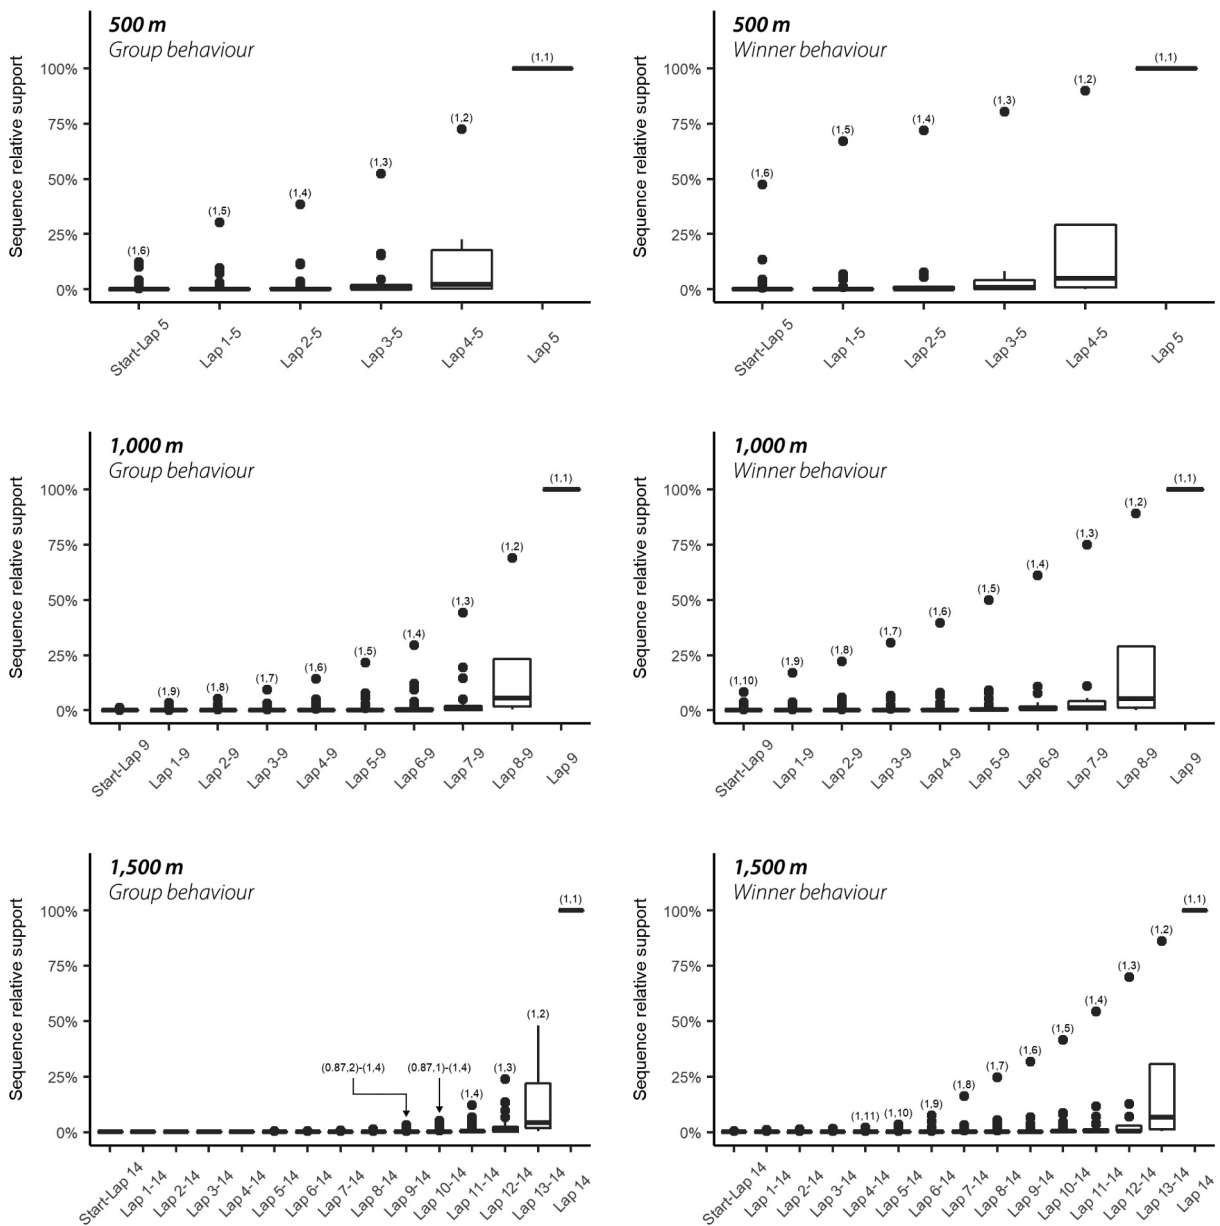 500 m
Group behaviour
Sequence relative support
100%
75%
50%
25%
0%
(1,6)
(1,5)
(1,4)
(1,3)
(1,2)
(1,1)
Start-Lap 5
Lap 1-5
Lap 2-5
Lap 3-5
Lap 4-5
Lap 5
500 m
Winner behaviour
Sequence relative support
100%
75%
50%
25%
0%
(1,6)
(1,5)
(1,4)
(1,3)
(1,2)
(1,1)
Start-Lap 5
Lap 1-5
Lap 2-5
Lap 3-5
Lap 4-5
Lap 5
1,000 m
Group behaviour
Sequence relative support
100%
75%
50%
25%
0%
(1,9)
(1,8)
(1,7)
(1,6)
(1,5)
(1,4)
(1,3)
(1,2)
(1,1)
Start-Lap 9
Lap 1-9
Lap 2-9
Lap 3-9
Lap 4-9
Lap 5-9
Lap 6-9
Lap 7-9
Lap 8-9
Lap 9
1,000 m
Winner behaviour
Sequence relative support
100%
75%
50%
25%
0%
(1,10)
(1,9)
(1,8)
(1,7)
(1,6)
(1,5)
(1,4)
(1,3)
(1,2)
(1,1)
Start-Lap 9
Lap 1-9
Lap 2-9
Lap 3-9
Lap 4-9
Lap 5-9
Lap 6-9
Lap 7-9
Lap 8-9
Lap 9
1,500 m
Group behaviour
Sequence relative support
100%
75%
50%
25%
0%
(0.87,2)-(1,4)
(0.87,1)-(1,4)
(1,4)
(1,3)
(1,2)
(1,1)
Start-Lap 14
Lap 1-14
Lap 2-14
Lap 3-14
Lap 4-14
Lap 5-14
Lap 6-14
Lap 7-14
Lap 8-14
Lap 9-14
Lap 10-14
Lap 11-14
Lap 12-14
Lap 13-14
Lap 14
1,500 m
Winner behaviour
Sequence relative support
100%
75%
50%
25%
0%
(1,11)
(1,10)
(1,9)
(1,8)
(1,7)
(1,6)
(1,5)
(1,4)
(1,3)
(1,2)
(1,1)
Start-Lap 14
Lap 1-14
Lap 2-14
Lap 3-14
Lap 4-14
Lap 5-14
Lap 6-14
Lap 7-14
Lap 8-14
Lap 9-14
Lap 10-14
Lap 11-14
Lap 12-14
Lap 13-14
Lap 14